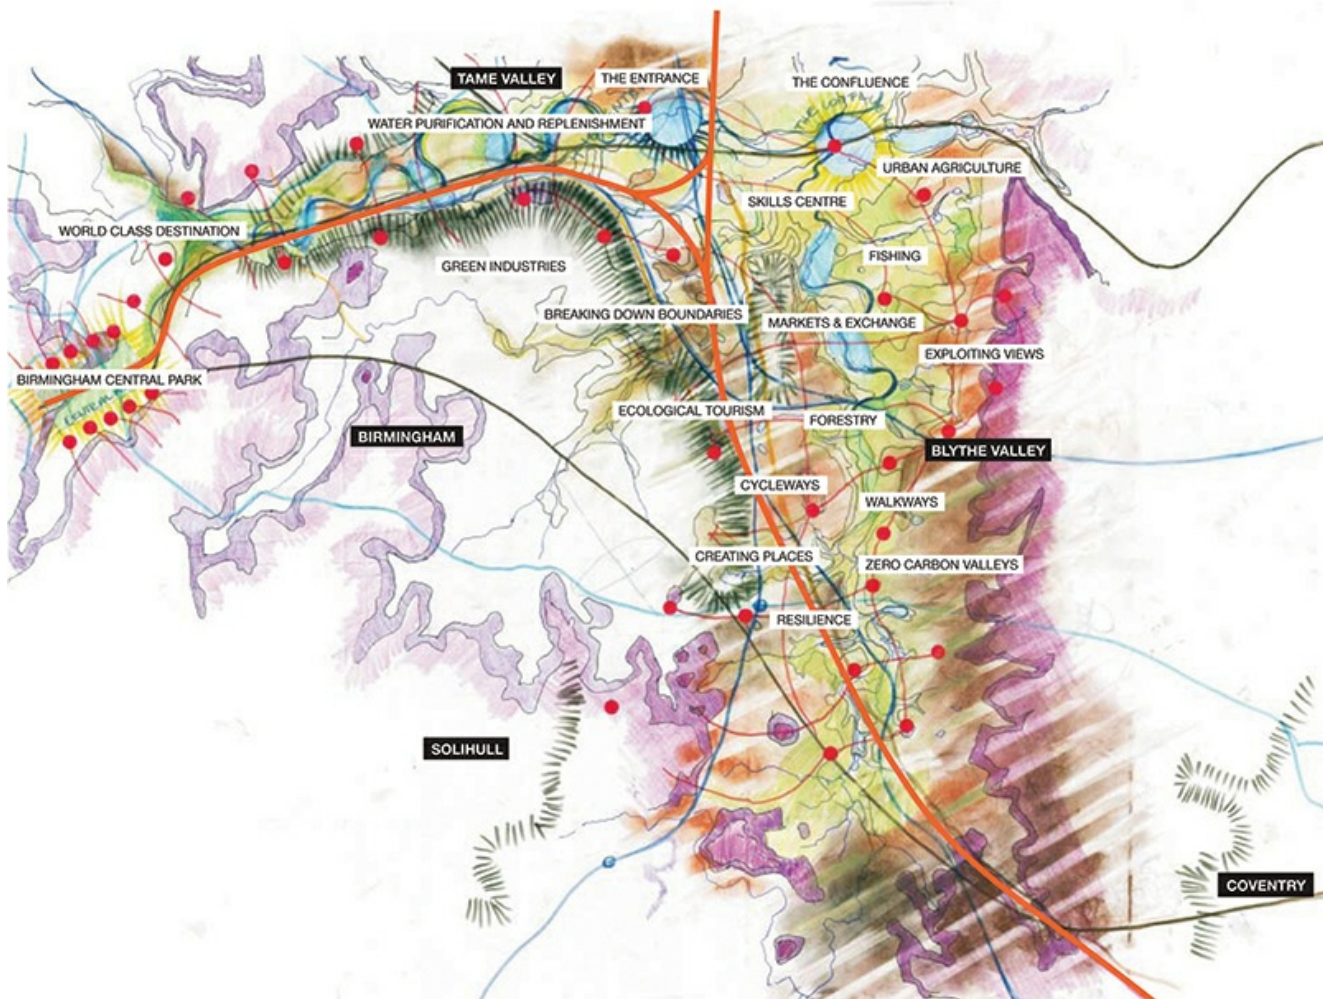 TAME VALLEY
THE ENTRANCE
THE CONFLUENCE
WATER PURIFICATION AND REPLENISHMENT
URBAN AGRICULTURE
SKILLS CENTRE
WORLD CLASS DESTINATION
FISHING
GREEN INDUSTRIES
BREAKING DOWN BOUNDARIES
MARKETS & EXCHANGE
EXPLOITING VIEWS
BIRMINGHAM CENTRAL PARK
ECOLOGICAL TOURISM
FORESTRY
BIRMINGHAM
BLYTHE VALLEY
CYCLEWAYS
WALKWAYS
CREATING PLACES
ZERO CARBON VALLEYS
RESILIENCE
SOLIHULL
COVENTRY